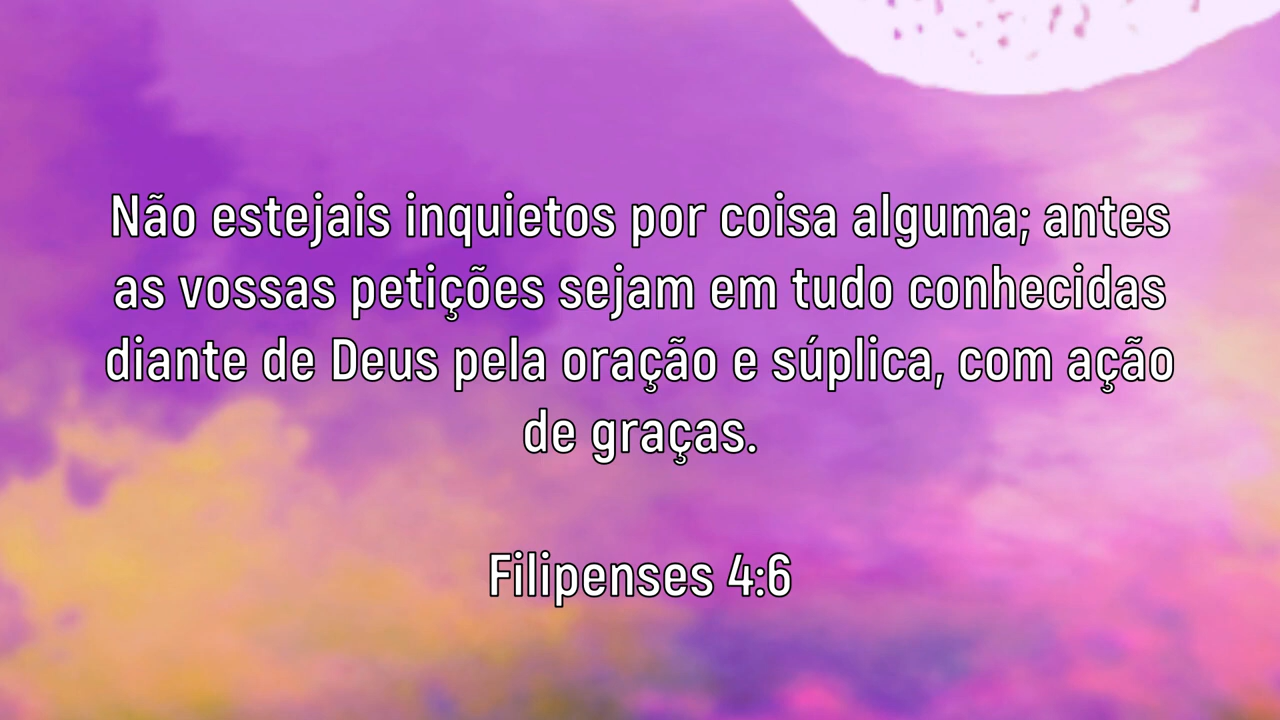 Não estejais inquietos por coisa alguma; antes
as vossas petições sejam em tudo conhecidas
diante de Deus pela oração e súplica, com ação
de graças.
Filipenses 4:6